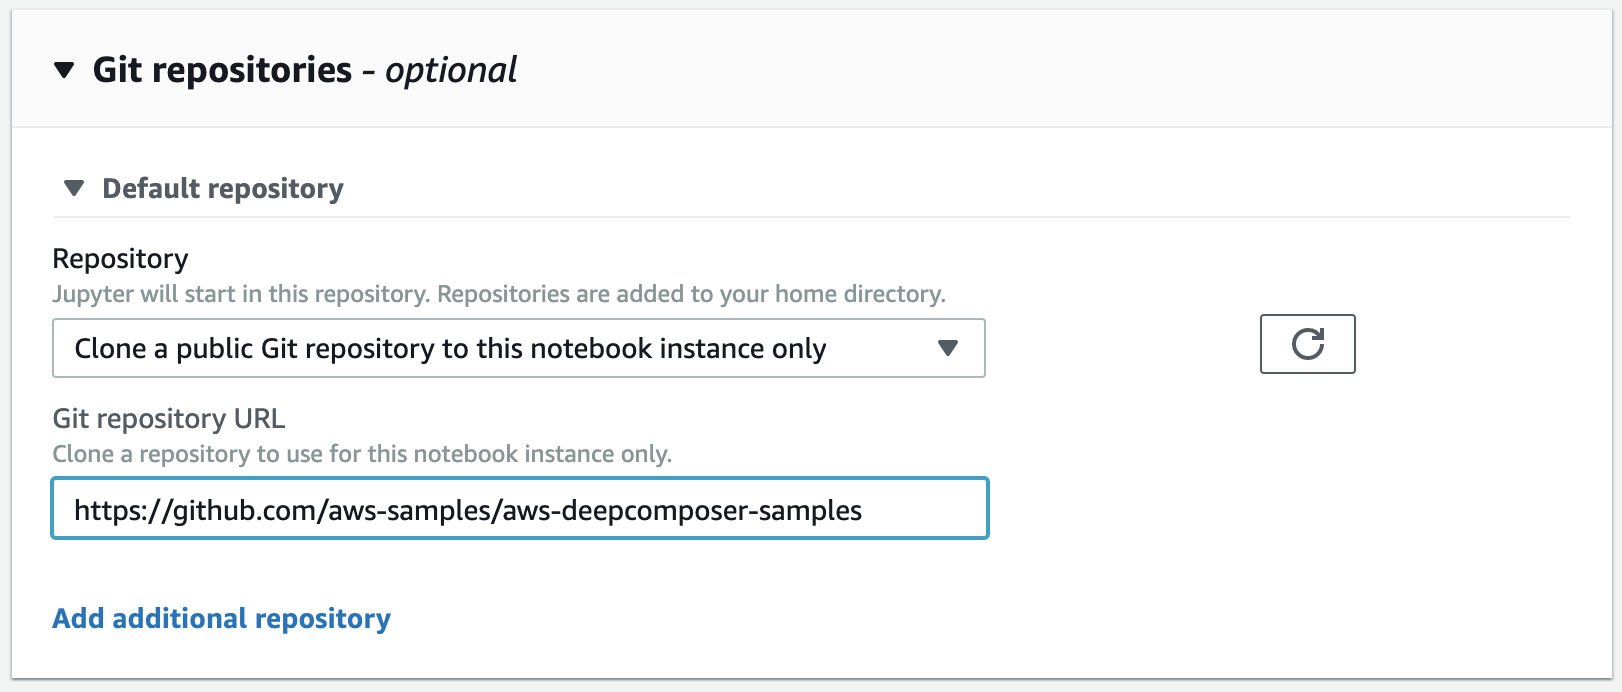 Git repositories - optional
Default repository
Repository
Jupyter will start in this repository. Repositories are added to your home directory.
Clone a public Git repository to this notebook instance only
Git repository URL
Clone a repository to use for this notebook instance only.
https://github.com/aws-samples/aws-deepcomposer-samples
Add additional repository